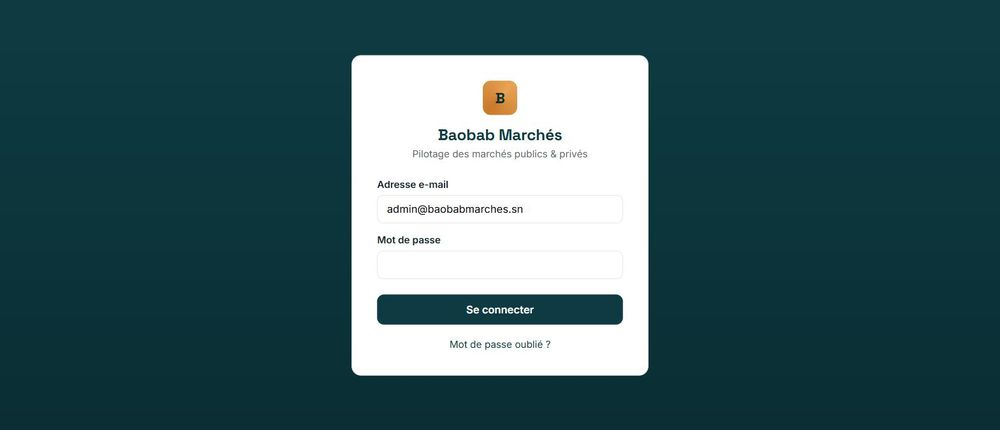 B
Baobab Marchés
Pilotage des marchés publics & privés
Adresse e-mail
admin@baobabmarches.sn
Mot de passe
Se connecter
Mot de passe oublié ?